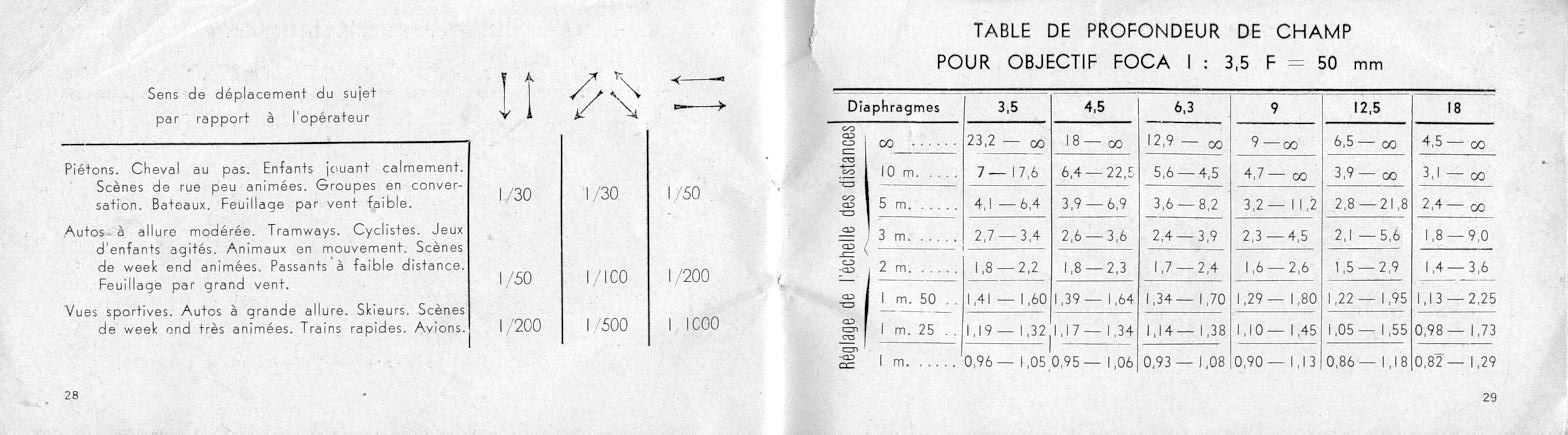 Sens de déplacement du sujet
par rapport à l'opérateur
Piétons. Cheval au pas. Enfants jouant calmement.
Scènes de rue peu animées. Groupes en conver-
sation. Bateaux. Feuillage par vent faible.
1/30 1/30 1/50
Autos à allure modérée. Tramways. Cyclistes. Jeux
d'enfants agités. Animaux en mouvement. Scènes
de week end animées. Passants à faible distance.
Feuillage par grand vent.
1/50 1/100 1/200
Vues sportives. Autos à grande allure. Skieurs. Scènes
de week end très animées. Trains rapides. Avions.
1/200 1/500 1/1000
28
TABLE DE PROFONDEUR DE CHAMP
POUR OBJECTIF FOCA 1 : 3,5 F = 50 mm
Diaphragmes 3,5 4,5 6,3 9 12,5 18
Réglage de l'échelle des distances
∞ ...... 23,2 — ∞ 18 — ∞ 12,9 — ∞ 9 — ∞ 6,5 — ∞ 4,5 — ∞
10 m. .... 7 — 17,6 6,4 — 22,5 5,6 — 4,5 4,7 — ∞ 3,9 — ∞ 3,1 — ∞
5 m. ..... 4,1 — 6,4 3,9 — 6,9 3,6 — 8,2 3,2 — 11,2 2,8 — 21,8 2,4 — ∞
3 m. ..... 2,7 — 3,4 2,6 — 3,6 2,4 — 3,9 2,3 — 4,5 2,1 — 5,6 1,8 — 9,0
2 m. ..... 1,8 — 2,2 1,8 — 2,3 1,7 — 2,4 1,6 — 2,6 1,5 — 2,9 1,4 — 3,6
1 m. 50 .. 1,41 — 1,60 1,39 — 1,64 1,34 — 1,70 1,29 — 1,80 1,22 — 1,95 1,13 — 2,25
1 m. 25 .. 1,19 — 1,32 1,17 — 1,34 1,14 — 1,38 1,10 — 1,45 1,05 — 1,55 0,98 — 1,73
1 m. ..... 0,96 — 1,05 0,95 — 1,06 0,93 — 1,08 0,90 — 1,13 0,86 — 1,18 0,82 — 1,29
29